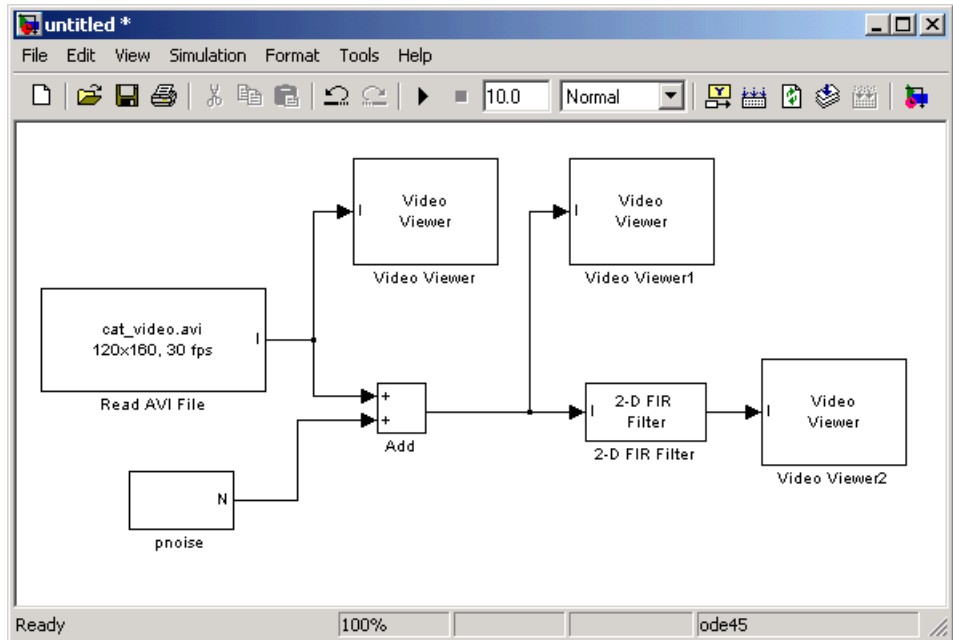 untitled *
File Edit View Simulation Format Tools Help
10.0 Normal
Video
Viewer
I
Video Viewer
Video
Viewer
I
Video Viewer1
cat_video.avi
120x160, 30 fps
I
Read AVI File
+
+
Add
I
2-D FIR
Filter
2-D FIR Filter
I
Video
Viewer
Video Viewer2
N
pnoise
Ready 100% ode45